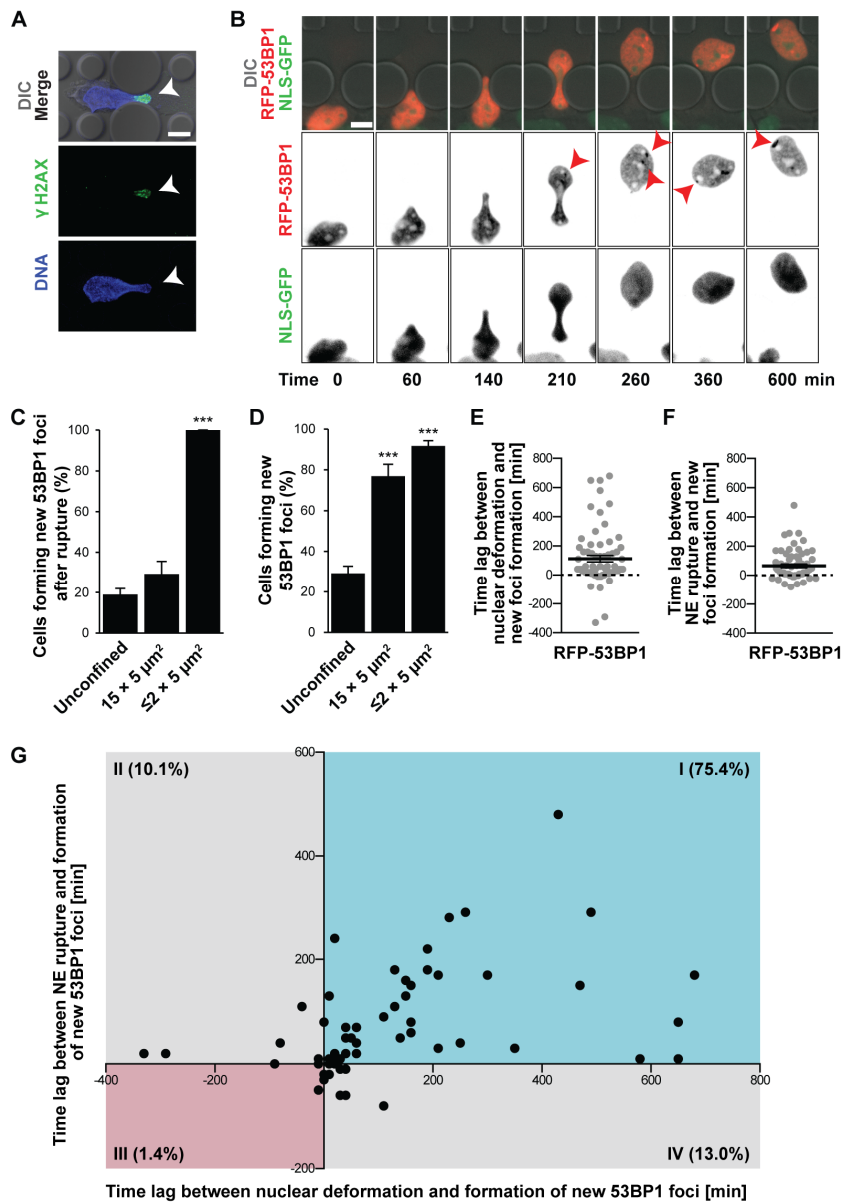 A
DIC
Merge
γH2AX
DNA
B
DIC
RFP-53BP1
NLS-GFP
RFP-53BP1
NLS-GFP
Time 0 60 140 210 260 360 600 min
C
Cells forming new 53BP1 foci
after rupture (%)
100
80
60
40
20
0
***
Unconfined
15 × 5 µm²
≤2 × 5 µm²
D
Cells forming new
53BP1 foci (%)
100
80
60
40
20
0
***
***
Unconfined
15 × 5 µm²
≤2 × 5 µm²
E
Time lag between
nuclear deformation and
new foci formation [min]
800
600
400
200
0
-200
-400
RFP-53BP1
F
Time lag between
NE rupture and new
foci formation [min]
800
600
400
200
0
-200
-400
RFP-53BP1
G
Time lag between NE rupture and formation
of new 53BP1 foci [min]
II (10.1%)
I (75.4%)
III (1.4%)
IV (13.0%)
600
400
200
-200
-400 -200 200 400 600 800
Time lag between nuclear deformation and formation of new 53BP1 foci [min]